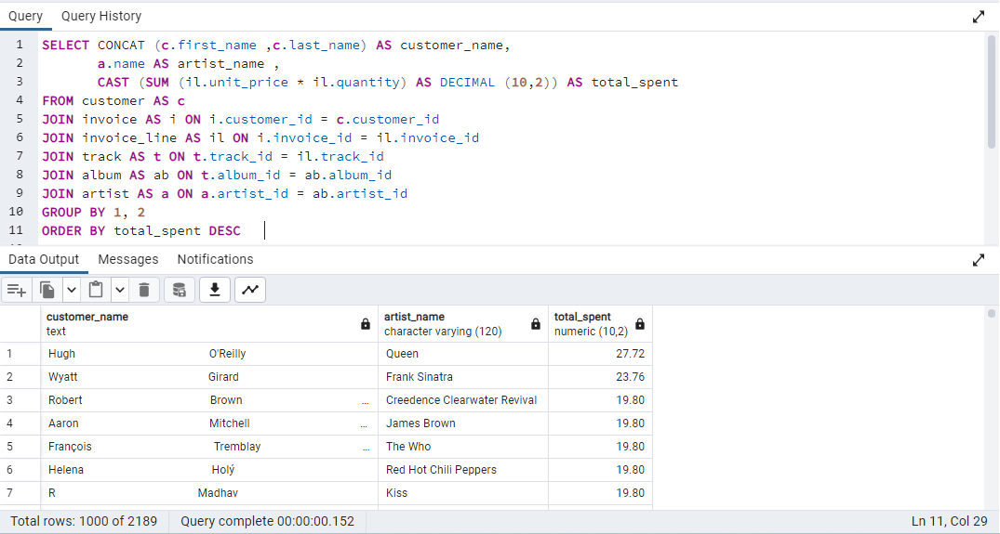 Query Query History
1 SELECT CONCAT (c.first_name ,c.last_name) AS customer_name,
2 a.name AS artist_name ,
3 CAST (SUM (il.unit_price * il.quantity) AS DECIMAL (10,2)) AS total_spent
4 FROM customer AS c
5 JOIN invoice AS i ON i.customer_id = c.customer_id
6 JOIN invoice_line AS il ON i.invoice_id = il.invoice_id
7 JOIN track AS t ON t.track_id = il.track_id
8 JOIN album AS ab ON t.album_id = ab.album_id
9 JOIN artist AS a ON a.artist_id = ab.artist_id
10 GROUP BY 1, 2
11 ORDER BY total_spent DESC
Data Output Messages Notifications
customer_name artist_name total_spent
text character varying (120) numeric (10,2)
1 Hugh O'Reilly Queen 27.72
2 Wyatt Girard Frank Sinatra 23.76
3 Robert Brown ... Creedence Clearwater Revival 19.80
4 Aaron Mitchell ... James Brown 19.80
5 François Tremblay ... The Who 19.80
6 Helena Holý Red Hot Chili Peppers 19.80
7 R Madhav Kiss 19.80
Total rows: 1000 of 2189 Query complete 00:00:00.152 Ln 11, Col 29